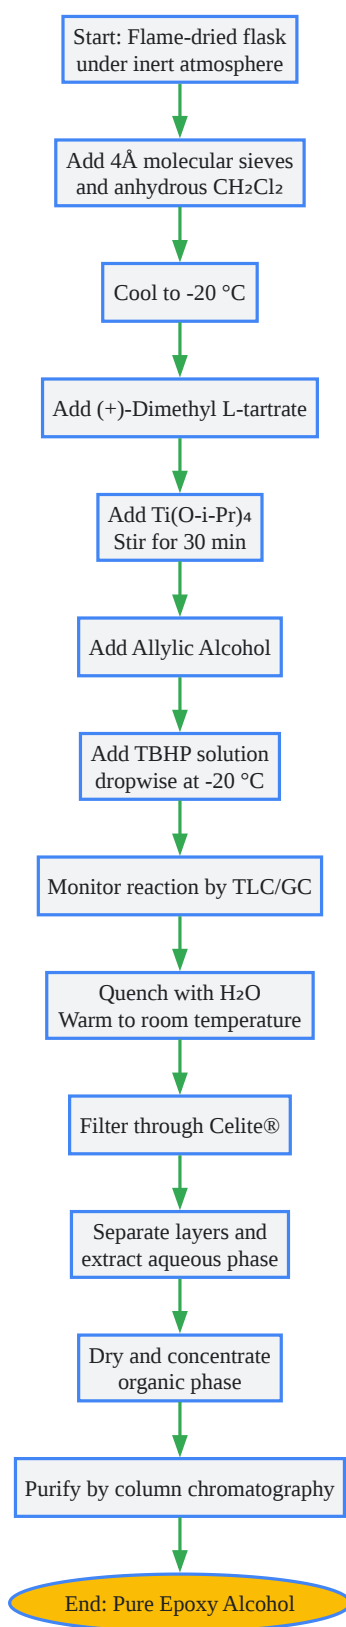 Start: Flame-dried flask
under inert atmosphere
Add 4Å molecular sieves
and anhydrous CH₂Cl₂
Cool to -20 °C
Add (+)-Dimethyl L-tartrate
Add Ti(O-i-Pr)₄
Stir for 30 min
Add Allylic Alcohol
Add TBHP solution
dropwise at -20 °C
Monitor reaction by TLC/GC
Quench with H₂O
Warm to room temperature
Filter through Celite®
Separate layers and
extract aqueous phase
Dry and concentrate
organic phase
Purify by column chromatography
End: Pure Epoxy Alcohol